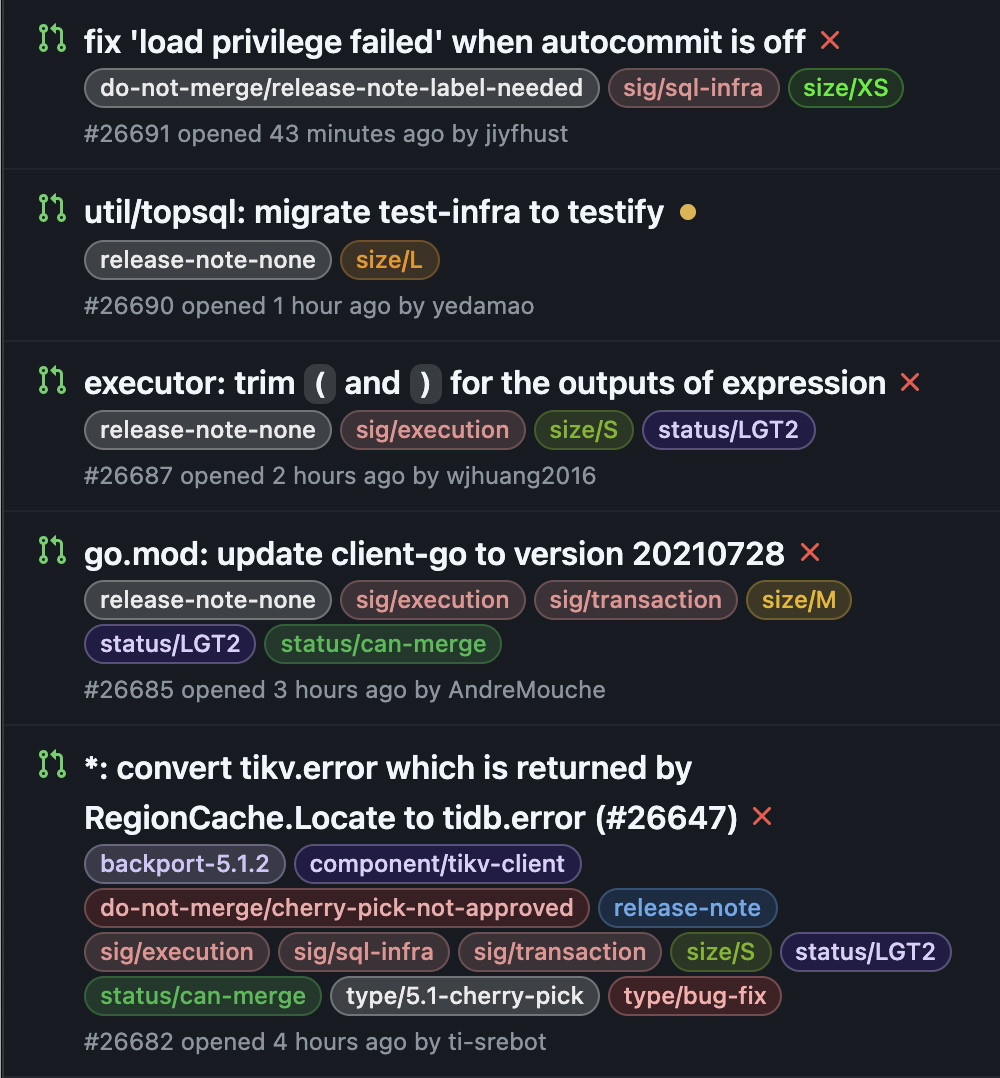 fix 'load privilege failed' when autocommit is off
do-not-merge/release-note-label-needed sig/sql-infra size/XS
#26691 opened 43 minutes ago by jiyfhust
util/topsql: migrate test-infra to testify
release-note-none size/L
#26690 opened 1 hour ago by yedamao
executor: trim ( and ) for the outputs of expression
release-note-none sig/execution size/S status/LGT2
#26687 opened 2 hours ago by wjhuang2016
go.mod: update client-go to version 20210728
release-note-none sig/execution sig/transaction size/M
status/LGT2 status/can-merge
#26685 opened 3 hours ago by AndreMouche
*: convert tikv.error which is returned by
RegionCache.Locate to tidb.error (#26647)
backport-5.1.2 component/tikv-client
do-not-merge/cherry-pick-not-approved release-note
sig/execution sig/sql-infra sig/transaction size/S status/LGT2
status/can-merge type/5.1-cherry-pick type/bug-fix
#26682 opened 4 hours ago by ti-srebot